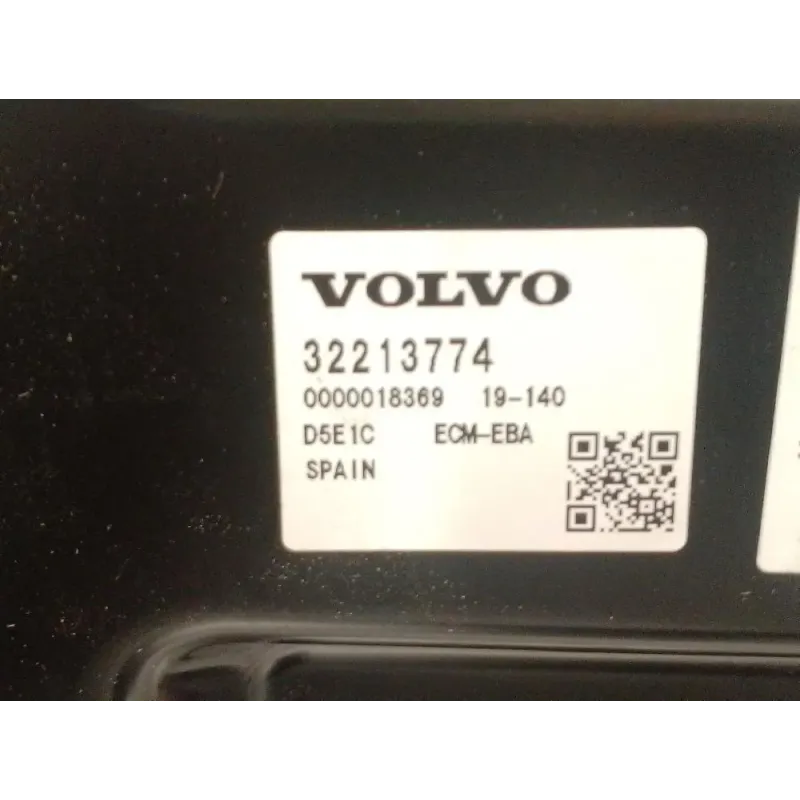 VOLVO
32213774
0000018369 19-140
D5E1C ECM-EBA
SPAIN